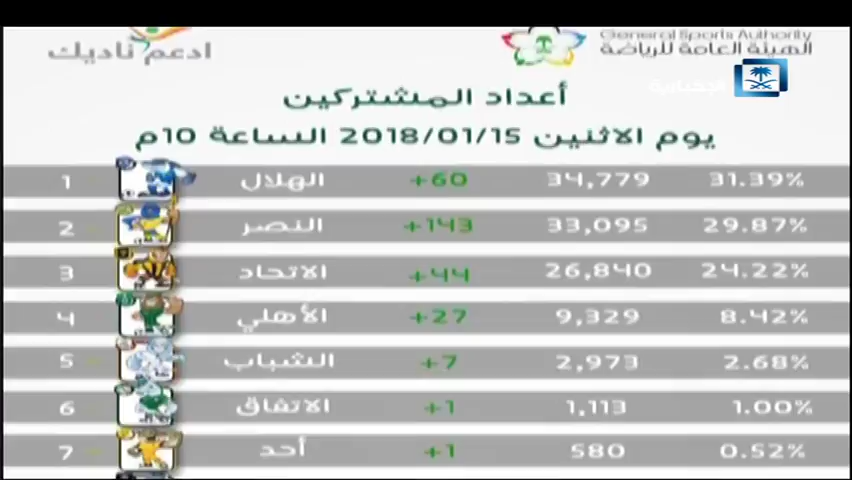 General Sports Authority
الهيئة العامة للرياضة
ادعم ناديك
الإخبارية
أعداد المشتركين
يوم الاثنين 2018/01/15 الساعة 10م
1 الهلال +60 34,779 31.39%
2 النصر +143 33,095 29.87%
3 الاتحاد +44 26,840 24.22%
4 الأهلي +27 9,329 8.42%
5 الشباب +7 2,973 2.68%
6 الاتفاق +1 1,113 1.00%
7 أحد +1 580 0.52%